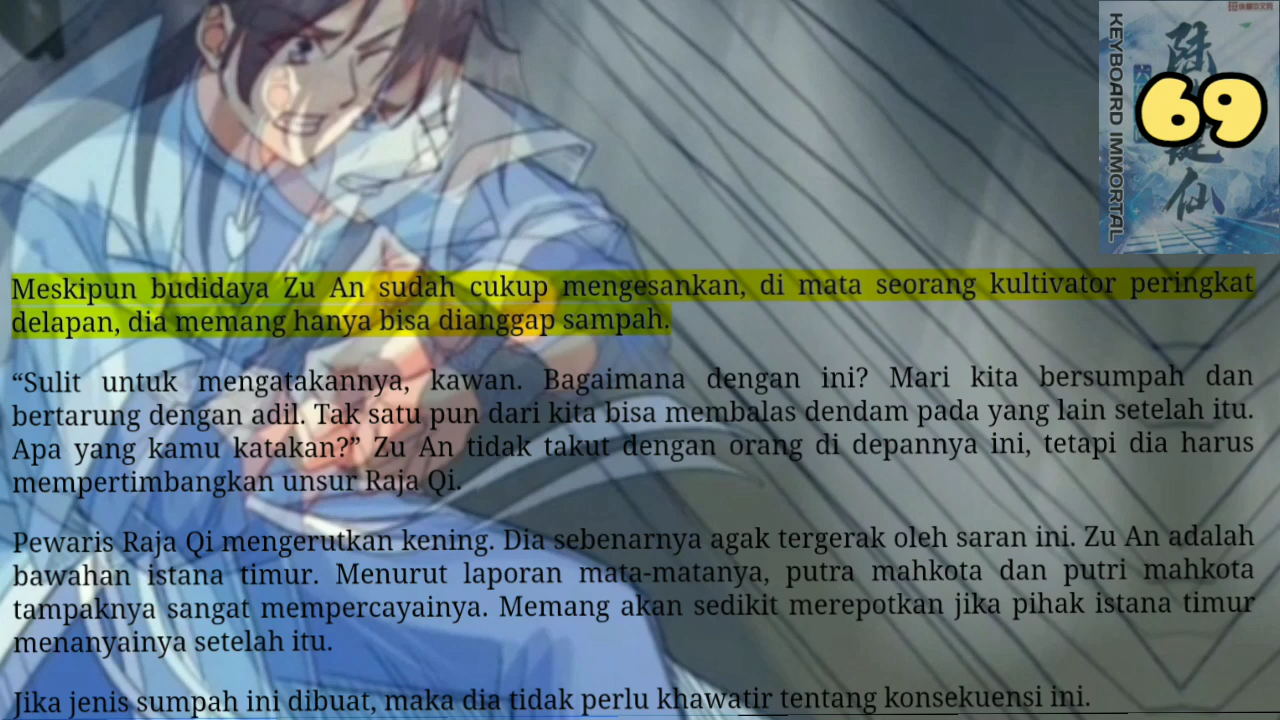 KEYBOARD IMMORTAL
69
仙
Meskipun budidaya Zu An sudah cukup mengesankan, di mata seorang kultivator peringkat
delapan, dia memang hanya bisa dianggap sampah.
“Sulit untuk mengatakannya, kawan. Bagaimana dengan ini? Mari kita bersumpah dan
bertarung dengan adil. Tak satu pun dari kita bisa membalas dendam pada yang lain setelah itu.
Apa yang kamu katakan?” Zu An tidak takut dengan orang di depannya ini, tetapi dia harus
mempertimbangkan unsur Raja Qi.
Pewaris Raja Qi mengerutkan kening. Dia sebenarnya agak tergerak oleh saran ini. Zu An adalah
bawahan istana timur. Menurut laporan mata-matanya, putra mahkota dan putri mahkota
tampaknya sangat mempercayainya. Memang akan sedikit merepotkan jika pihak istana timur
menanyainya setelah itu.
Jika jenis sumpah ini dibuat, maka dia tidak perlu khawatir tentang konsekuensi ini.